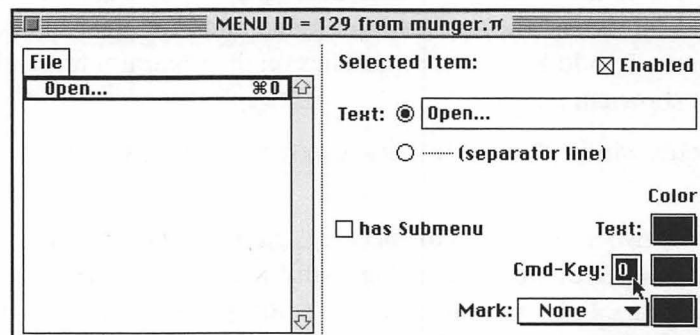 MENU ID = 129 from munger.π
File
Open... ⌘O
Selected Item:
Enabled
Text:
Open...
(separator line)
Color
has Submenu
Text:
Cmd-Key: O
Mark: None